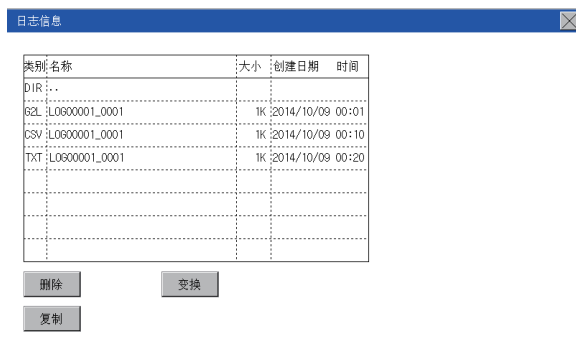 日志信息
类别 名称 大小 创建日期 时间
DIR ..
G2L LOG00001_0001 1K 2014/10/09 00:01
CSV LOG00001_0001 1K 2014/10/09 00:10
TXT LOG00001_0001 1K 2014/10/09 00:20
删除 变换
复制